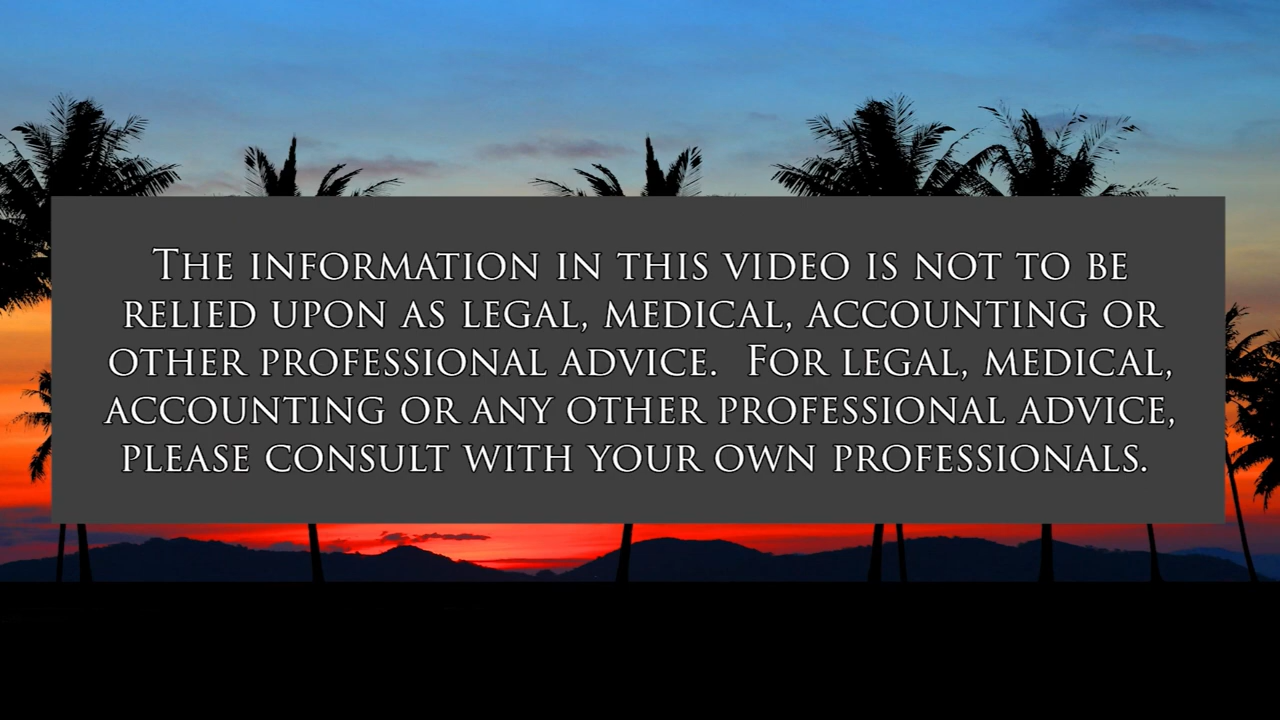 The information in this video is not to be
relied upon as legal, medical, accounting or
other professional advice.  For legal, medical,
accounting or any other professional advice,
please consult with your own professionals.